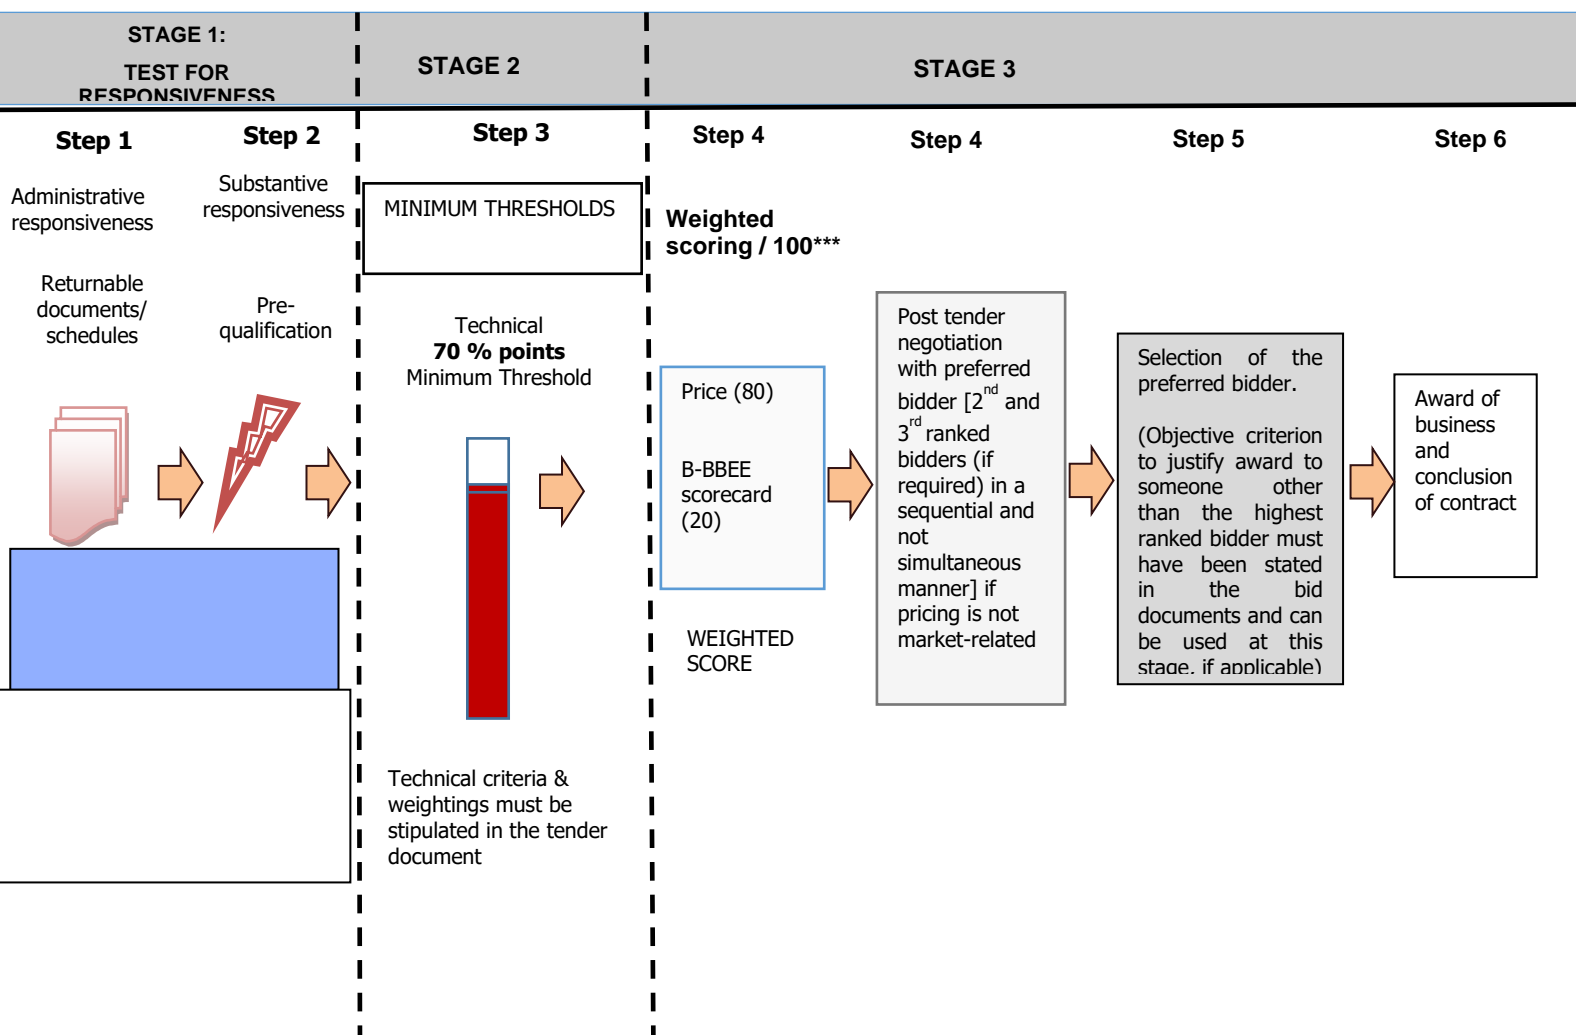 STAGE 1:
TEST FOR
RESPONSIVENESS
STAGE 2
STAGE 3
Step 1
Step 2
Step 3
Step 4
Step 4
Step 5
Step 6
Administrative
responsiveness
Substantive
responsiveness
MINIMUM THRESHOLDS
Weighted
scoring / 100***
Returnable
documents/
schedules
Pre-
qualification
Technical
70 % points
Minimum Threshold
Price (80)
B-BBEE
scorecard
(20)
WEIGHTED
SCORE
Post tender
negotiation
with preferred
bidder [2nd and
3rd ranked
bidders (if
required) in a
sequential and
not
simultaneous
manner] if
pricing is not
market-related
Selection of the
preferred bidder.
(Objective criterion
to justify award to
someone other
than the highest
ranked bidder must
have been stated
in the bid
documents and can
be used at this
stage, if applicable)
Award of
business
and
conclusion
of contract
Technical criteria &
weightings must be
stipulated in the tender
document